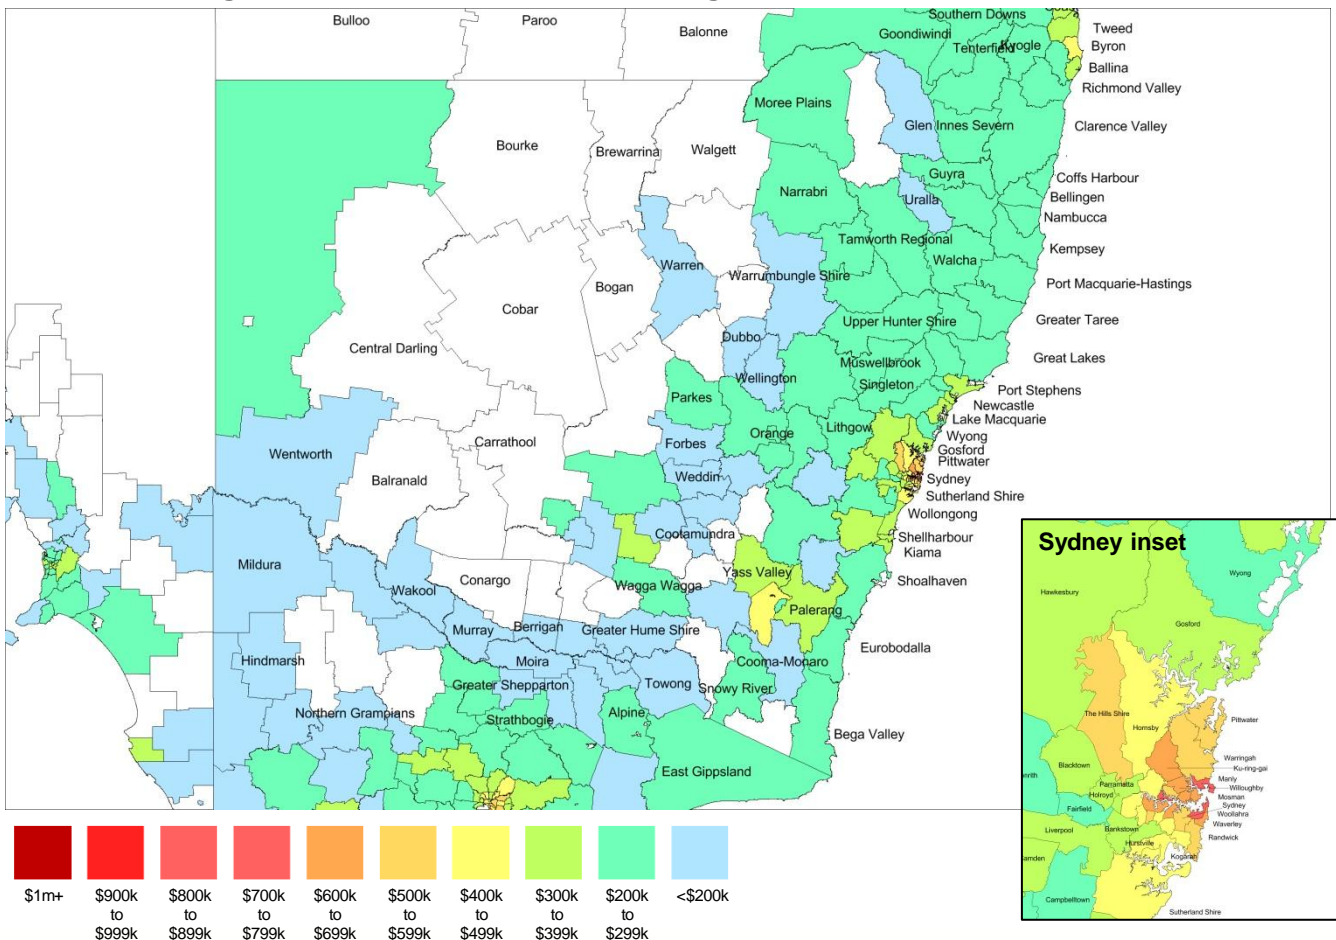 Bulloo
Paroo
Balonne
Southern Downs
Goondiwindi
Tenterfield
Kyogle
Tweed
Byron
Ballina
Richmond Valley
Moree Plains
Glen Innes Severn
Clarence Valley
Bourke
Brewarrina
Walgett
Guyra
Coffs Harbour
Narrabri
Uralla
Bellingen
Nambucca
Tamworth Regional
Kempsey
Walcha
Warren
Warrumbungle Shire
Port Macquarie-Hastings
Bogan
Cobar
Upper Hunter Shire
Greater Taree
Dubbo
Central Darling
Muswellbrook
Great Lakes
Wellington
Singleton
Parkes
Port Stephens
Newcastle
Lake Macquarie
Lithgow
Orange
Wyong
Carrathool
Forbes
Gosford
Wentworth
Pittwater
Balranald
Weddin
Sydney
Sutherland Shire
Wollongong
Cootamundra
Shellharbour
Kiama
Mildura
Yass Valley
Conargo
Wagga Wagga
Shoalhaven
Wakool
Palerang
Murray
Berrigan
Greater Hume Shire
Eurobodalla
Hindmarsh
Moira
Cooma-Monaro
Greater Shepparton
Towong
Snowy River
Northern Grampians
Strathbogie
Alpine
Bega Valley
East Gippsland
Sydney inset
Wyong
Hawkesbury
Gosford
The Hills Shire
Hornsby
Pittwater
Warringah
Ku-ring-gai
Blacktown
Manly
Willoughby
Parramatta
Mosman
Holroyd
Sydney
Fairfield
Woollahra
Waverley
Liverpool
Bankstown
Randwick
Hurstville
Kogarah
Campbelltown
Sutherland Shire
$1m+
$900k
to
$999k
$800k
to
$899k
$700k
to
$799k
$600k
to
$699k
$500k
to
$599k
$400k
to
$499k
$300k
to
$399k
$200k
to
$299k
<$200k